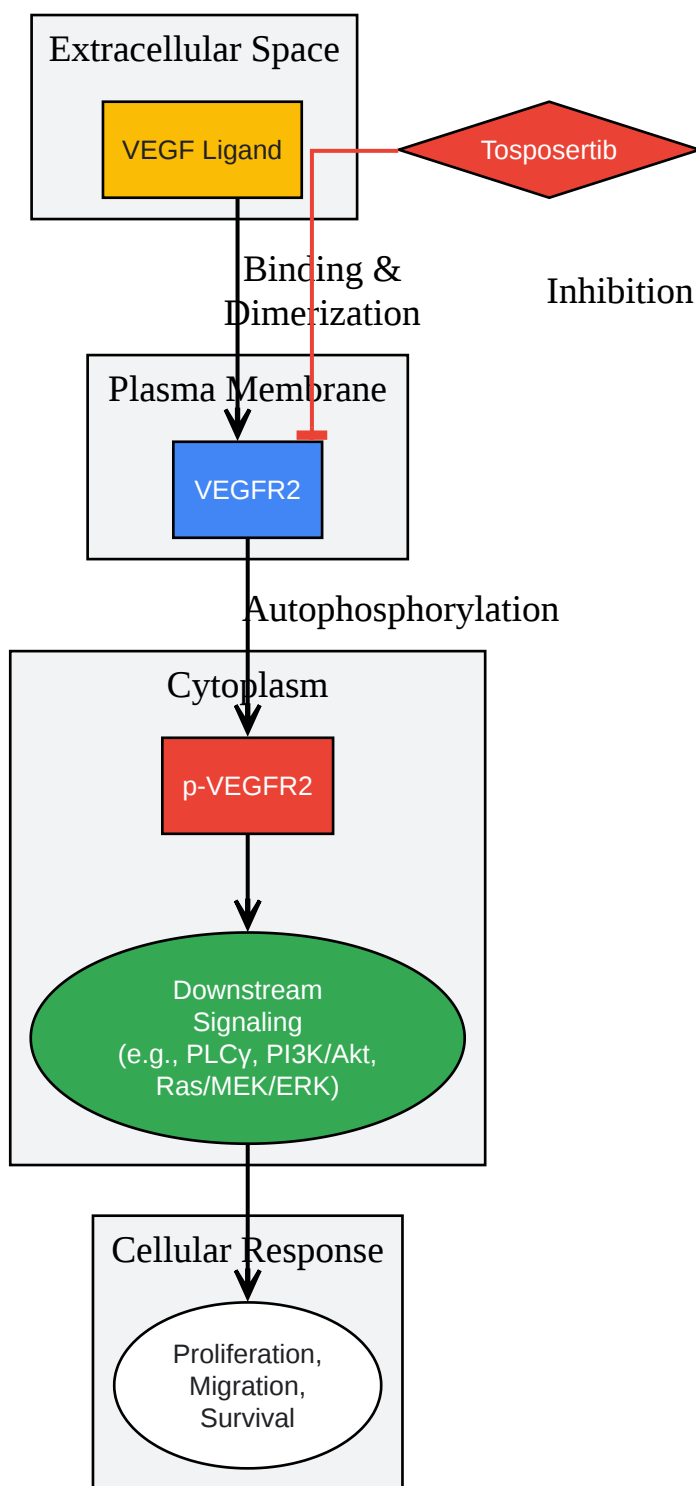 Extracellular Space
VEGF Ligand
Tosposertib
Binding &
Dimerization
Inhibition
Plasma Membrane
VEGFR2
Autophosphorylation
Cytoplasm
p-VEGFR2
Downstream
Signaling
(e.g., PLCγ, PI3K/Akt,
Ras/MEK/ERK)
Cellular Response
Proliferation,
Migration,
Survival